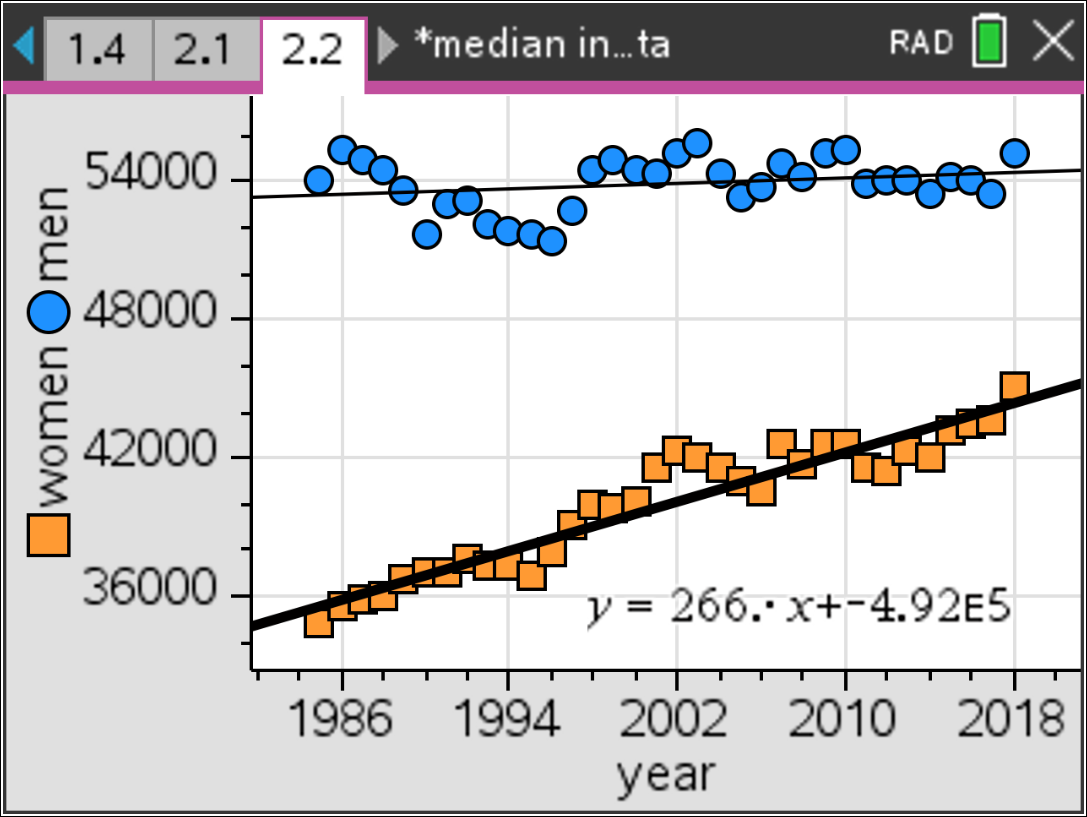 1.4 2.1 2.2 *median in...ta RAD
54000
48000
42000
36000
women men
y = 266.· x+-4.92E5
1986 1994 2002 2010 2018
year